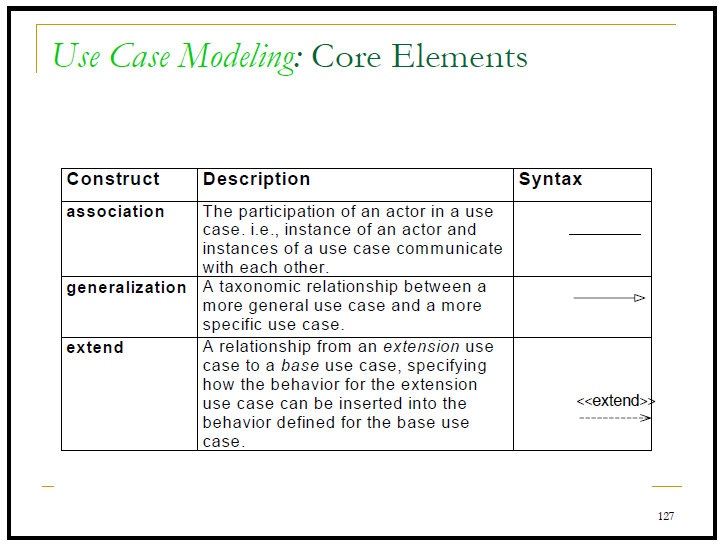 Use Case Modeling: Core Elements
Construct Description Syntax
association The participation of an actor in a use
case. i.e., instance of an actor and
instances of a use case communicate
with each other.
generalization A taxonomic relationship between a
more general use case and a more
specific use case.
extend A relationship from an extension use
case to a base use case, specifying
how the behavior for the extension
use case can be inserted into the
behavior defined for the base use
case.
<<extend>>
127